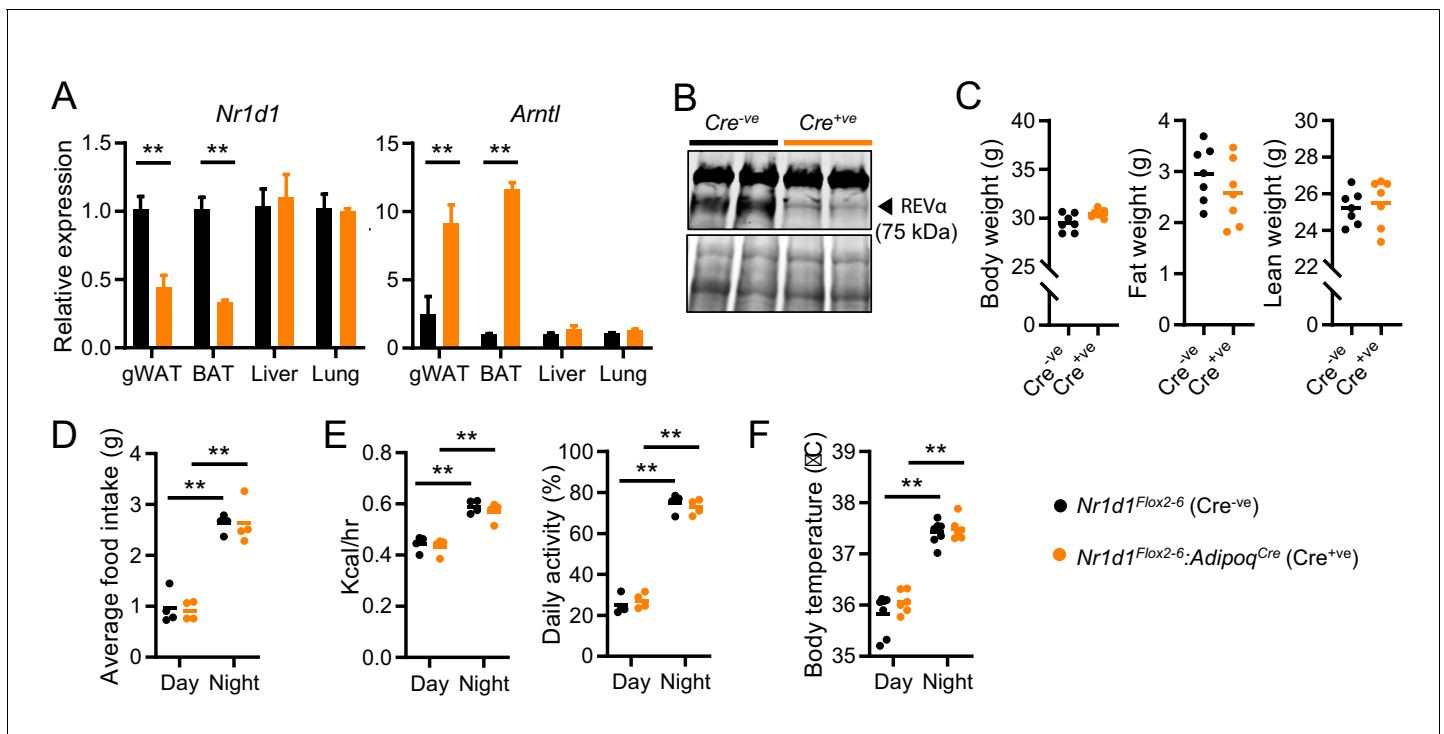 A
Nr1d1
Arntl
Relative expression
1.5
1.0
0.5
0.0
**
**
gWAT BAT Liver Lung
15
10
5
0
**
**
gWAT BAT Liver Lung
B
Cre-ve
Cre+ve
◀ REVα
(75 kDa)
C
Body weight (g)
40
35
30
25
0
Cre-ve
Cre+ve
Fat weight (g)
4
3
2
1
0
Cre-ve
Cre+ve
Lean weight (g)
30
28
26
24
22
0
Cre-ve
Cre+ve
D
Average food intake (g)
4
3
2
1
0
**
**
Day Night
E
Kcal/hr
0.8
0.6
0.4
0.2
0.0
**
**
Day Night
Daily activity (%)
100
80
60
40
20
0
**
**
Day Night
F
Body temperature (☒C)
39
38
37
36
35
**
**
Day Night
Nr1d1Flox2-6 (Cre-ve)
Nr1d1Flox2-6:AdipoqCre (Cre+ve)